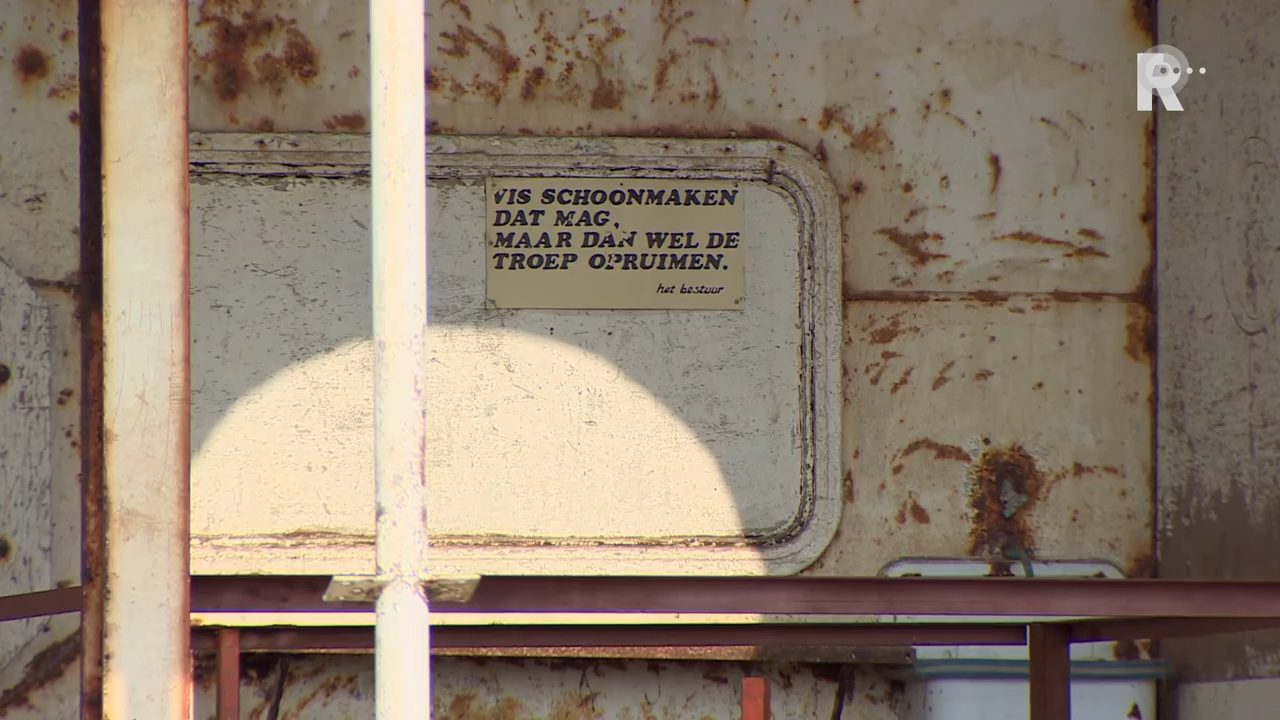 VIS SCHOONMAKEN
DAT MAG,
MAAR DAN WEL DE
TROEP OPRUIMEN.
het bestuur
R